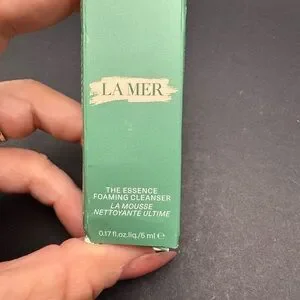 LA MER
THE ESSENCE
FOAMING CLEANSER
LA MOUSSE
NETTOYANTE ULTIME
0.17 fl.oz.liq./5 ml ℮